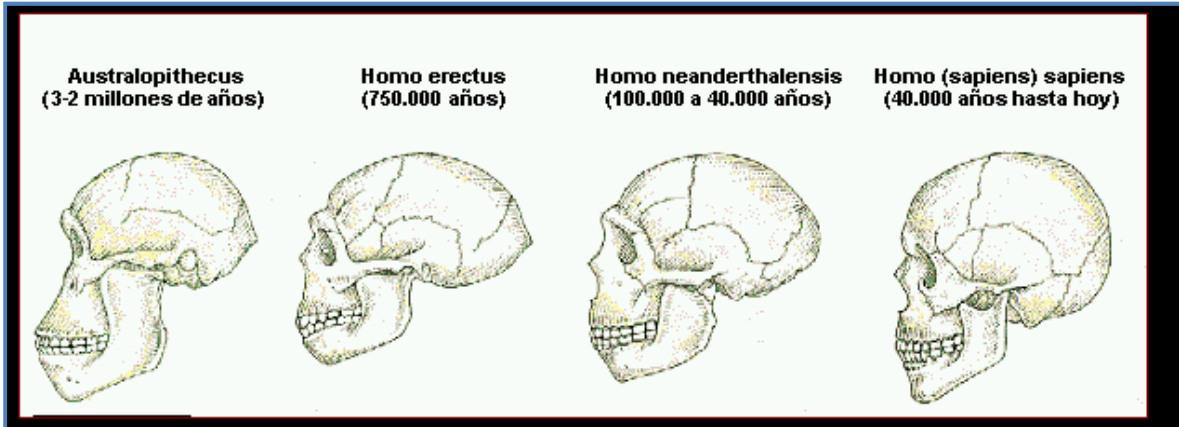 Australopithecus
(3-2 millones de años)
Homo erectus
(750.000 años)
Homo neanderthalensis
(100.000 a 40.000 años)
Homo (sapiens) sapiens
(40.000 años hasta hoy)